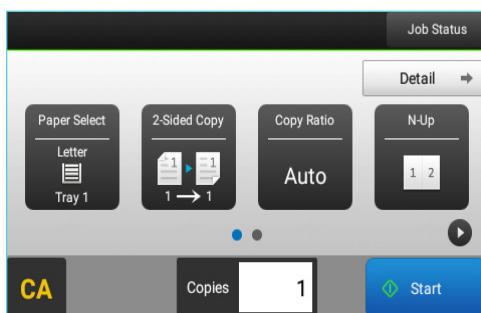 Job Status
Detail
Paper Select
Letter
Tray 1
2-Sided Copy
1 1
1 → 1
Copy Ratio
Auto
N-Up
1 2
CA
Copies
1
Start